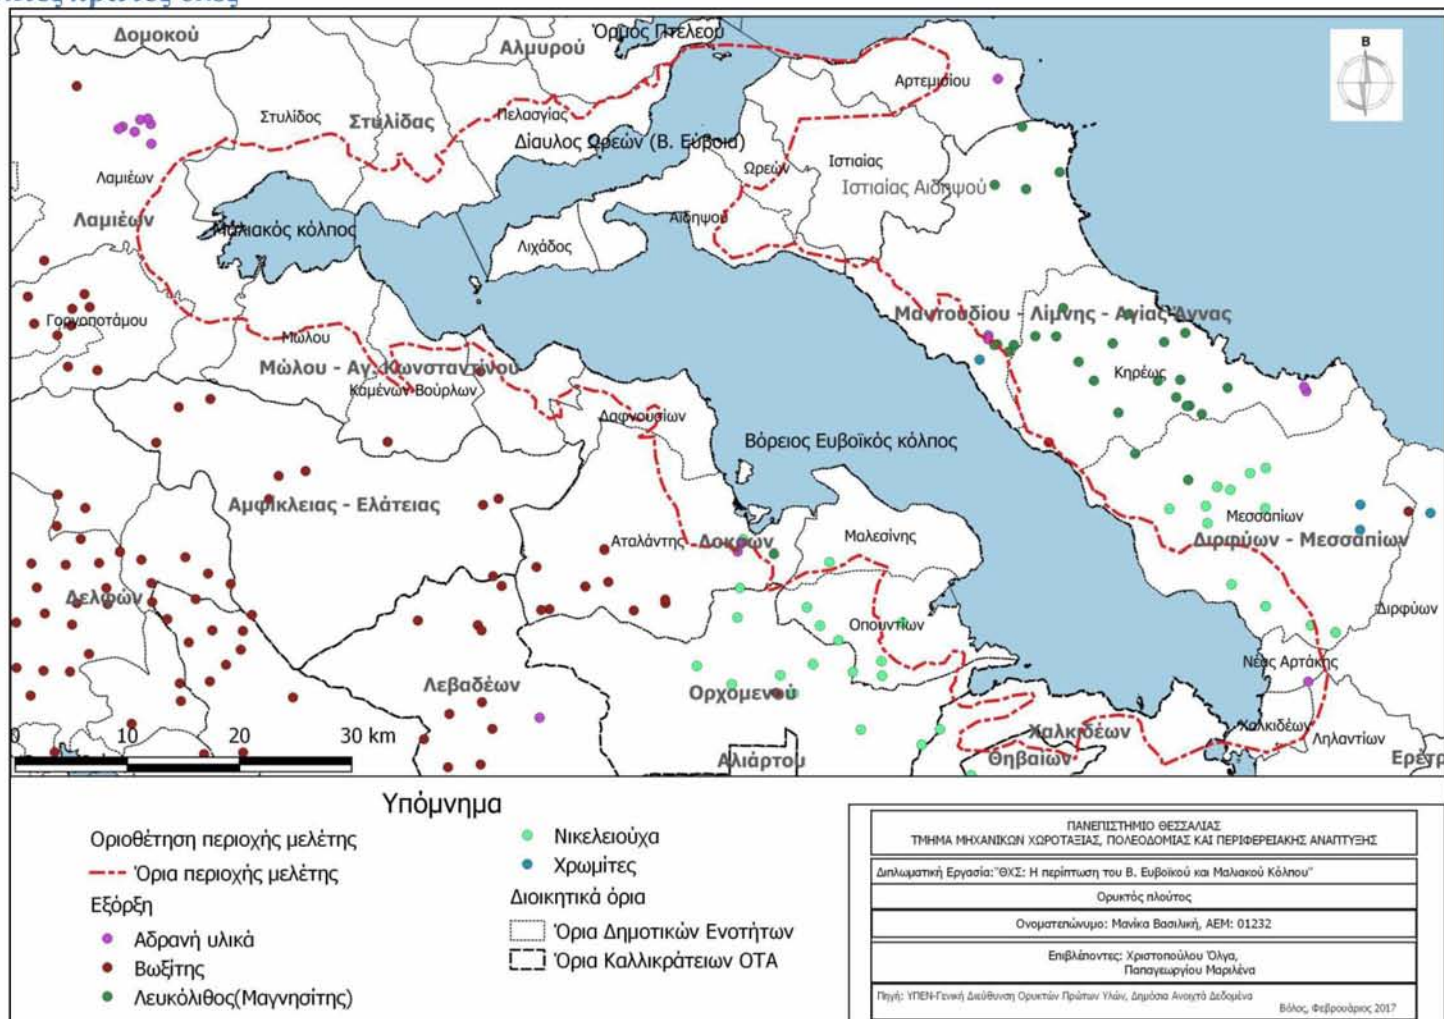 Δομοκού
Αλμυρού
Όρμος Πτελεού
Β
Αρτεμισίου
Στυλίδος
Στυλίδας
Πελασγίας
Δίαυλος Ωρεών (Β. Εύβοια)
Ωρεών
Ιστιαίας
Ιστιαίας Αιδηψού
Λαμιέων
Λαμιέων
Μαλιακός κόλπος
Λιχάδος
Αιδηψού
Γοργοποτάμου
Μώλου
Μώλου - Αγ. Κωνσταντίνου
Καμένων Βούρλων
Μαντουδίου - Λίμνης - Αγίας Άννας
Κηρέως
Δαφνουσίων
Βόρειος Ευβοϊκός κόλπος
Αμφίκλειας - Ελάτειας
Αταλάντης
Λοκρών
Μαλεσίνης
Μεσσαπίων
Διρφύων - Μεσσαπίων
Δελφών
Οπουντίων
Διρφύων
Λεβαδέων
Ορχομενού
Νέας Αρτάκης
Χαλκιδέων
Χαλκιδέων
Ληλαντίων
Αλιάρτου
Θηβαίων
Ερέτρ
0 10 20 30 km
Υπόμνημα
Οριοθέτηση περιοχής μελέτης
Όρια περιοχής μελέτης
Εξόρξη
Αδρανή υλικά
Βωξίτης
Λευκόλιθος(Μαγνησίτης)
Νικελειούχα
Χρωμίτες
Διοικητικά όρια
Όρια Δημοτικών Ενοτήτων
Όρια Καλλικράτειων ΟΤΑ
ΠΑΝΕΠΙΣΤΗΜΙΟ ΘΕΣΣΑΛΙΑΣ
ΤΜΗΜΑ ΜΗΧΑΝΙΚΩΝ ΧΩΡΟΤΑΞΙΑΣ, ΠΟΛΕΟΔΟΜΙΑΣ ΚΑΙ ΠΕΡΙΦΕΡΕΙΑΚΗΣ ΑΝΑΠΤΥΞΗΣ
Διπλωματική Εργασία:"ΘΧΣ: Η περίπτωση του Β. Ευβοϊκού και Μαλιακού Κόλπου"
Ορυκτός πλούτος
Ονοματεπώνυμο: Μανίκα Βασιλική, ΑΕΜ: 01232
Επιβλέποντες: Χριστοπούλου Όλγα,
Παπαγεωργίου Μαριλένα
Πηγή: ΥΠΕΝ-Γενική Διεύθυνση Ορυκτών Πρώτων Υλών, Δημόσια Ανοιχτά Δεδομένα
Βόλος, Φεβρουάριος 2017